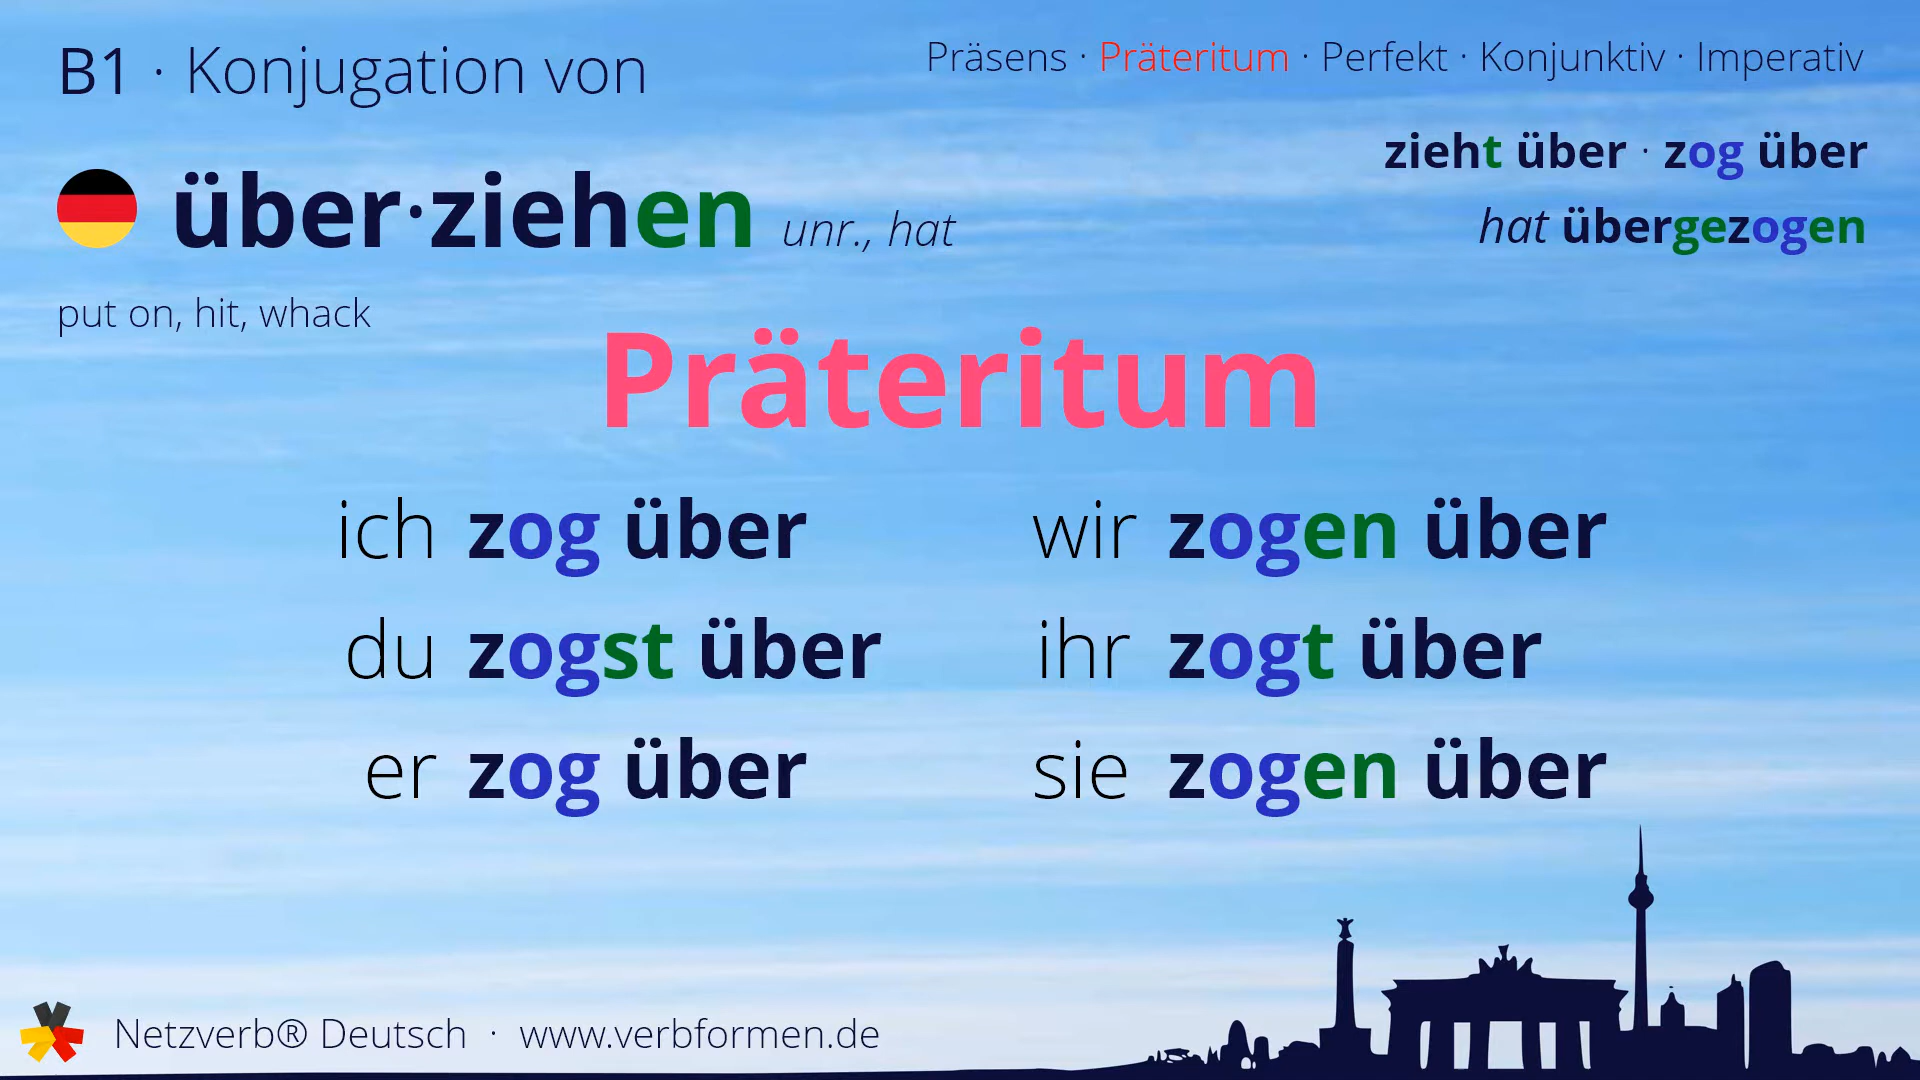 B1 · Konjugation von
Präsens · Präteritum · Perfekt · Konjunktiv · Imperativ
über·ziehen unr., hat
zieht über · zog über
hat übergezogen
put on, hit, whack
Präteritum
ich zog über
du zogst über
er zog über
wir zogen über
ihr zogt über
sie zogen über
Netzverb® Deutsch · www.verbformen.de